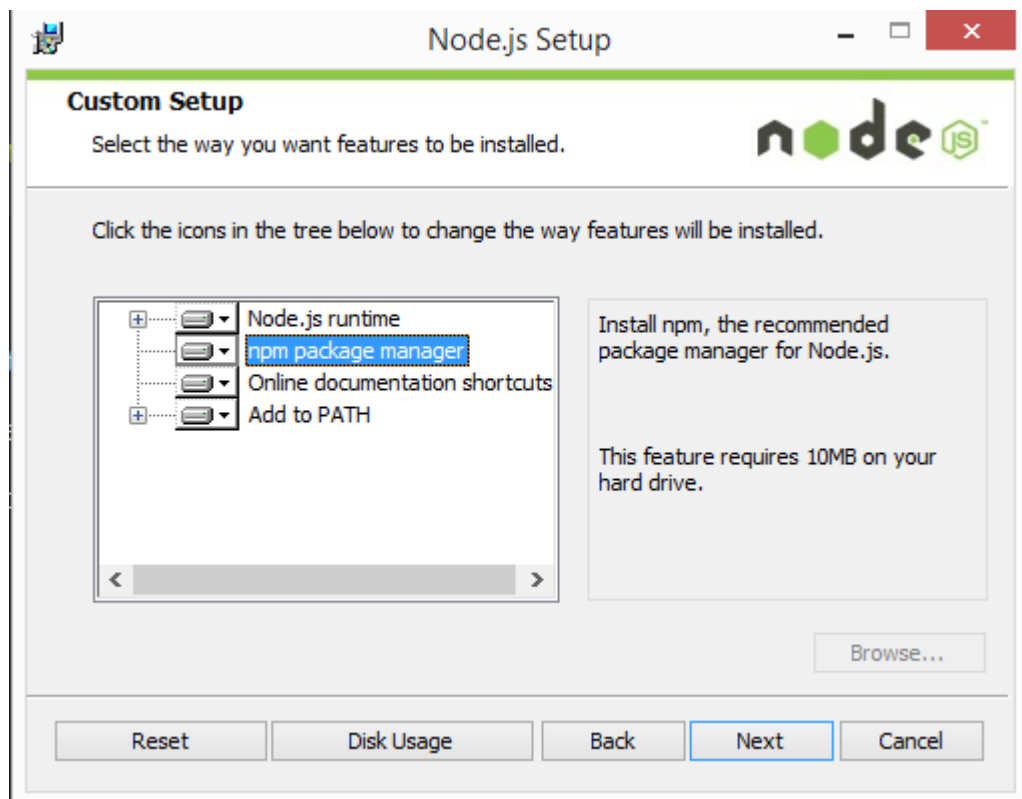 Node.js Setup
Custom Setup
Select the way you want features to be installed.
node JS™
Click the icons in the tree below to change the way features will be installed.
Node.js runtime
npm package manager
Online documentation shortcuts
Add to PATH
Install npm, the recommended
package manager for Node.js.
This feature requires 10MB on your
hard drive.
Browse...
Reset
Disk Usage
Back
Next
Cancel